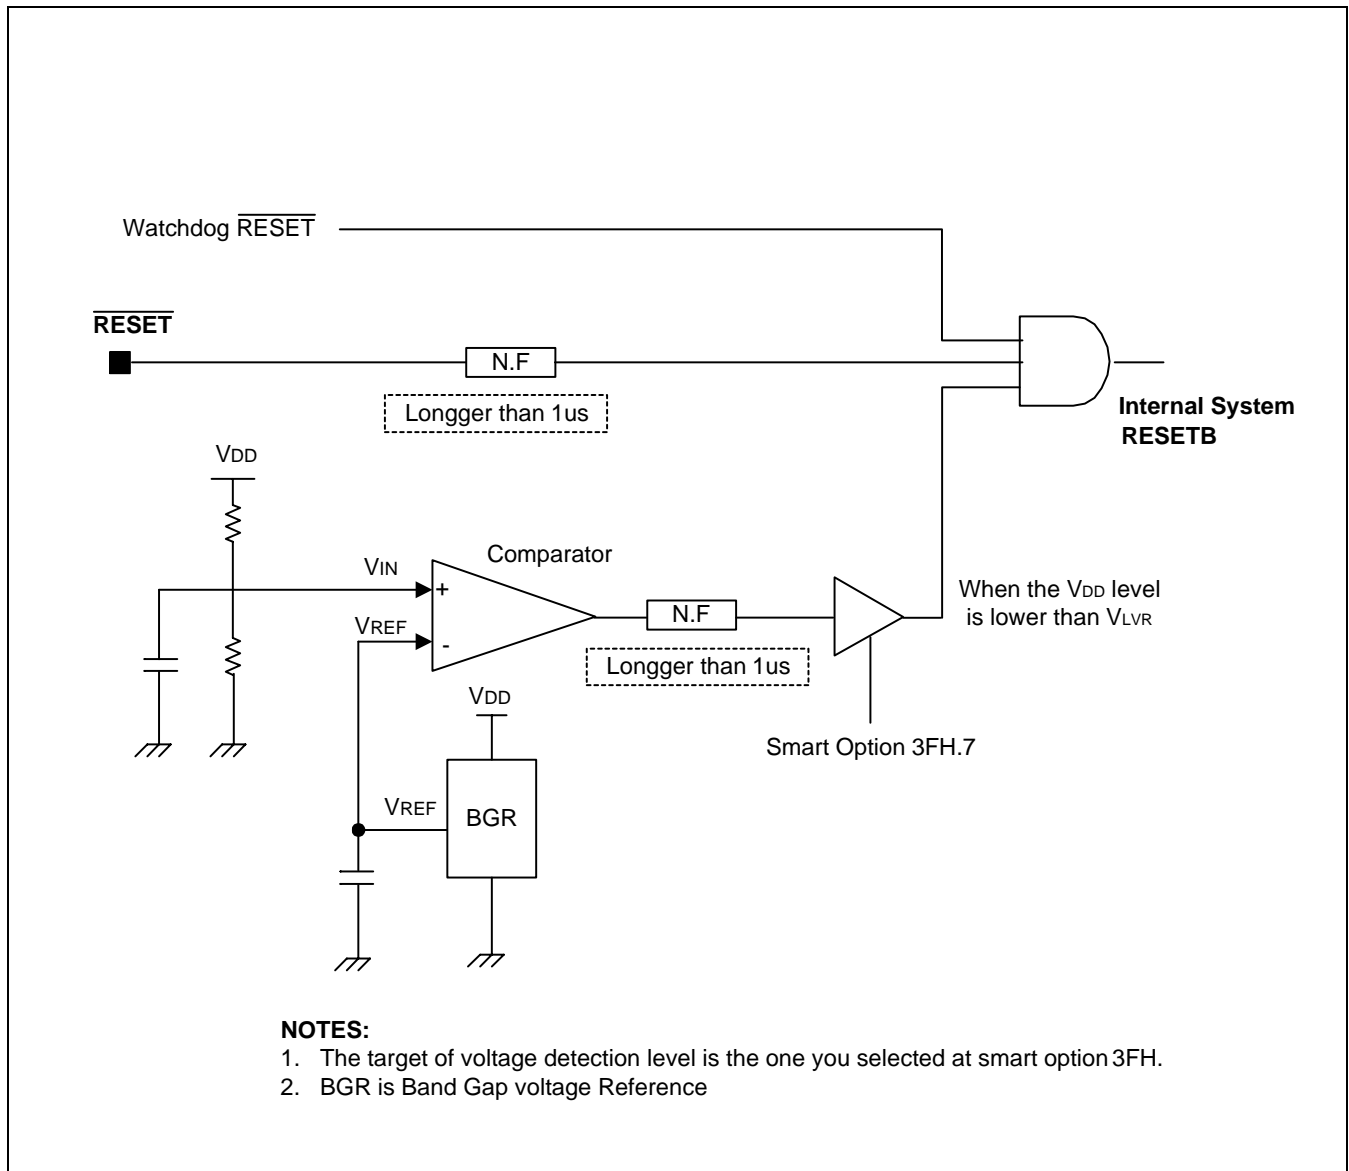 Watchdog RESET
RESET
N.F
Longger than 1us
Internal System
RESETB
VDD
Comparator
VIN
+
VREF
-
N.F
Longger than 1us
When the VDD level
is lower than VLVR
VDD
Smart Option 3FH.7
VREF
BGR
NOTES:
1. The target of voltage detection level is the one you selected at smart option 3FH.
2. BGR is Band Gap voltage Reference